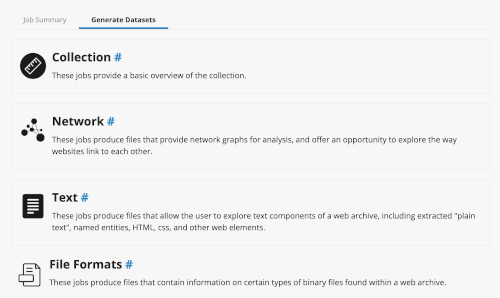 Job Summary Generate Datasets
Collection #
These jobs provide a basic overview of the collection.
Network #
These jobs produce files that provide network graphs for analysis, and offer an opportunity to explore the way
websites link to each other.
Text #
These jobs produce files that allow the user to explore text components of a web archive, including extracted "plain
text", named entities, HTML, css, and other web elements.
File Formats #
These jobs produce files that contain information on certain types of binary files found within a web archive.